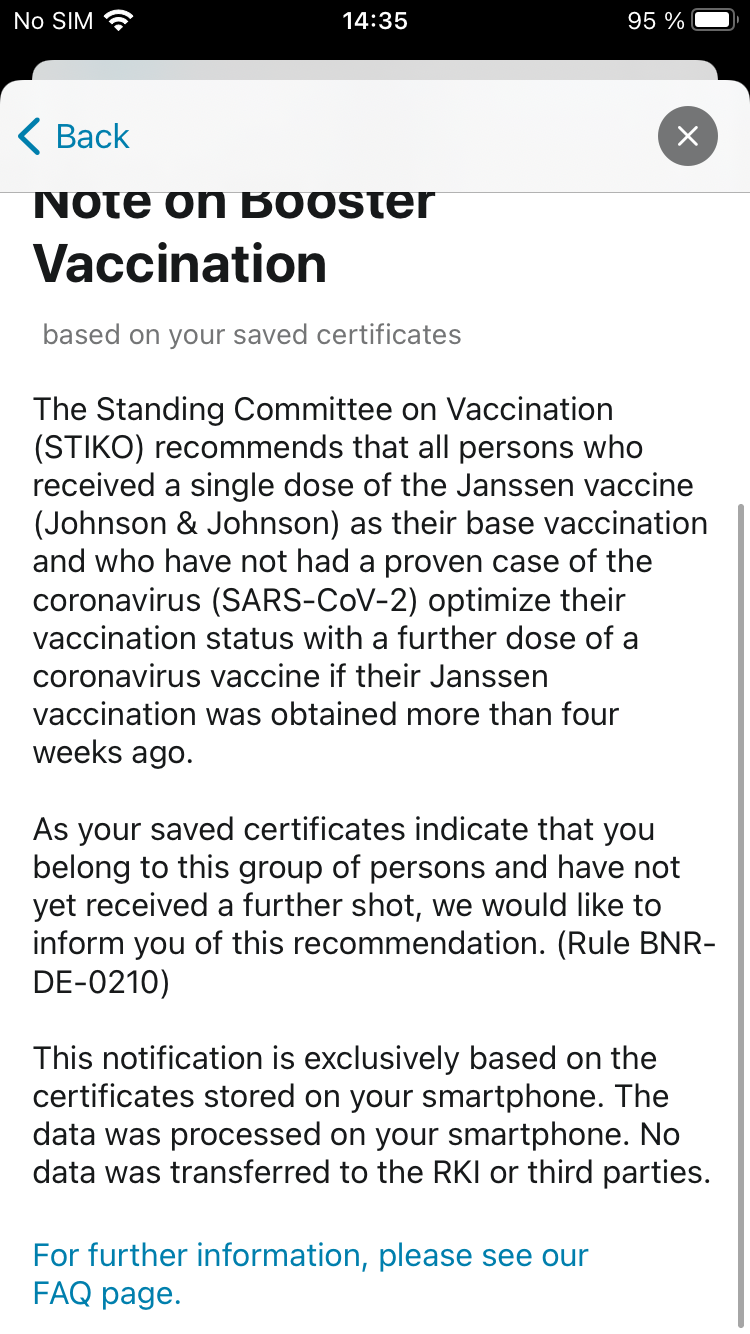 No SIM 14:35 95 %
Back
Note on Booster
Vaccination
based on your saved certificates
The Standing Committee on Vaccination
(STIKO) recommends that all persons who
received a single dose of the Janssen vaccine
(Johnson & Johnson) as their base vaccination
and who have not had a proven case of the
coronavirus (SARS-CoV-2) optimize their
vaccination status with a further dose of a
coronavirus vaccine if their Janssen
vaccination was obtained more than four
weeks ago.
As your saved certificates indicate that you
belong to this group of persons and have not
yet received a further shot, we would like to
inform you of this recommendation. (Rule BNR-
DE-0210)
This notification is exclusively based on the
certificates stored on your smartphone. The
data was processed on your smartphone. No
data was transferred to the RKI or third parties.
For further information, please see our
FAQ page.